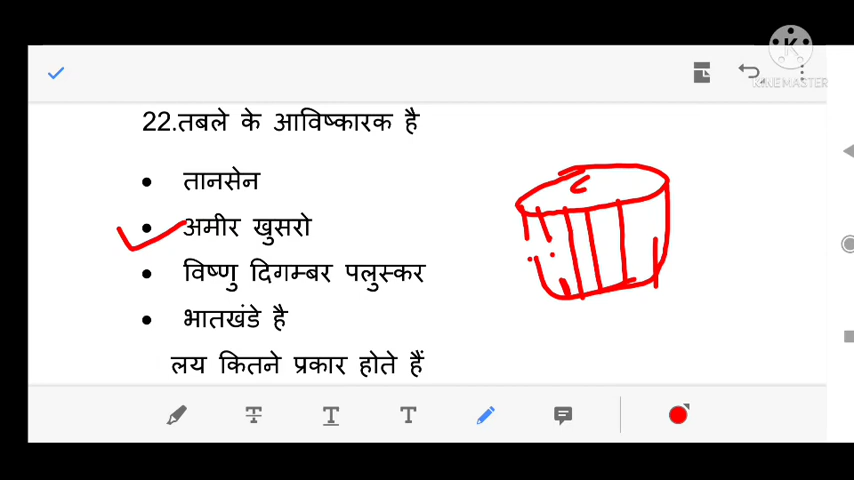 K
KINEMASTER
22.तबले के आविष्कारक है
• तानसेन
• अमीर खुसरो
• विष्णु दिगम्बर पलुस्कर
• भातखंडे है
लय कितने प्रकार होते हैं
T T T